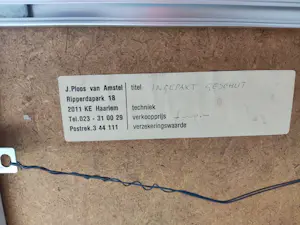 J.Ploos van Amstel
Ripperdapark 18
2011 KE Haarlem
Tel.023 - 31 00 29
Postrek.3 44 111
titel INGEPAKT
techniek
verkoopprijs
verzekeringswaarde